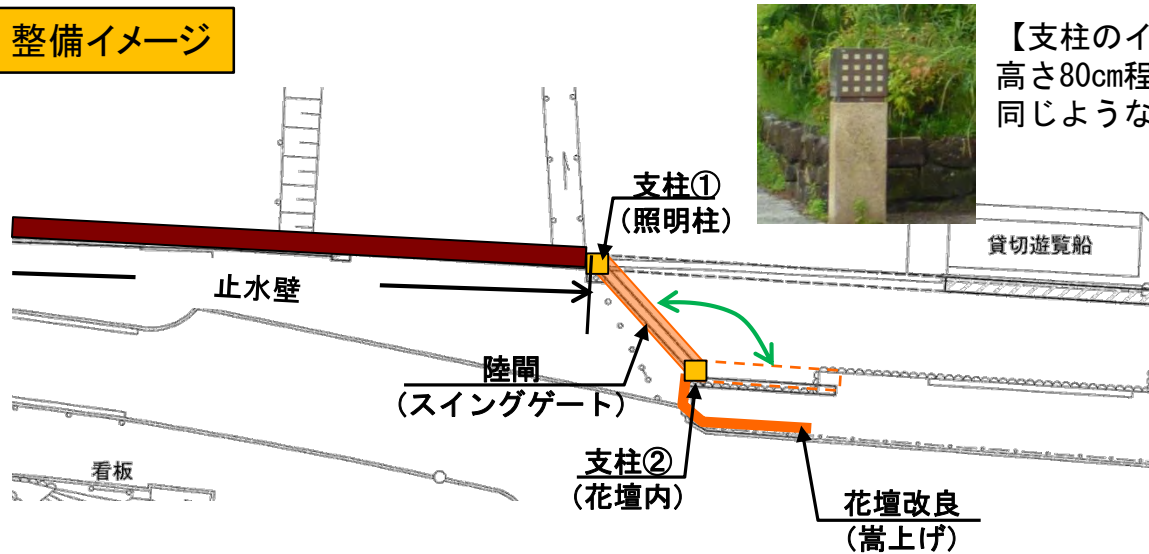 整備イメージ
【支柱のイ
高さ80cm程
同じような
支柱①
(照明柱)
貸切遊覧船
止水壁
陸閘
(スイングゲート)
支柱②
(花壇内)
看板
花壇改良
(嵩上げ)